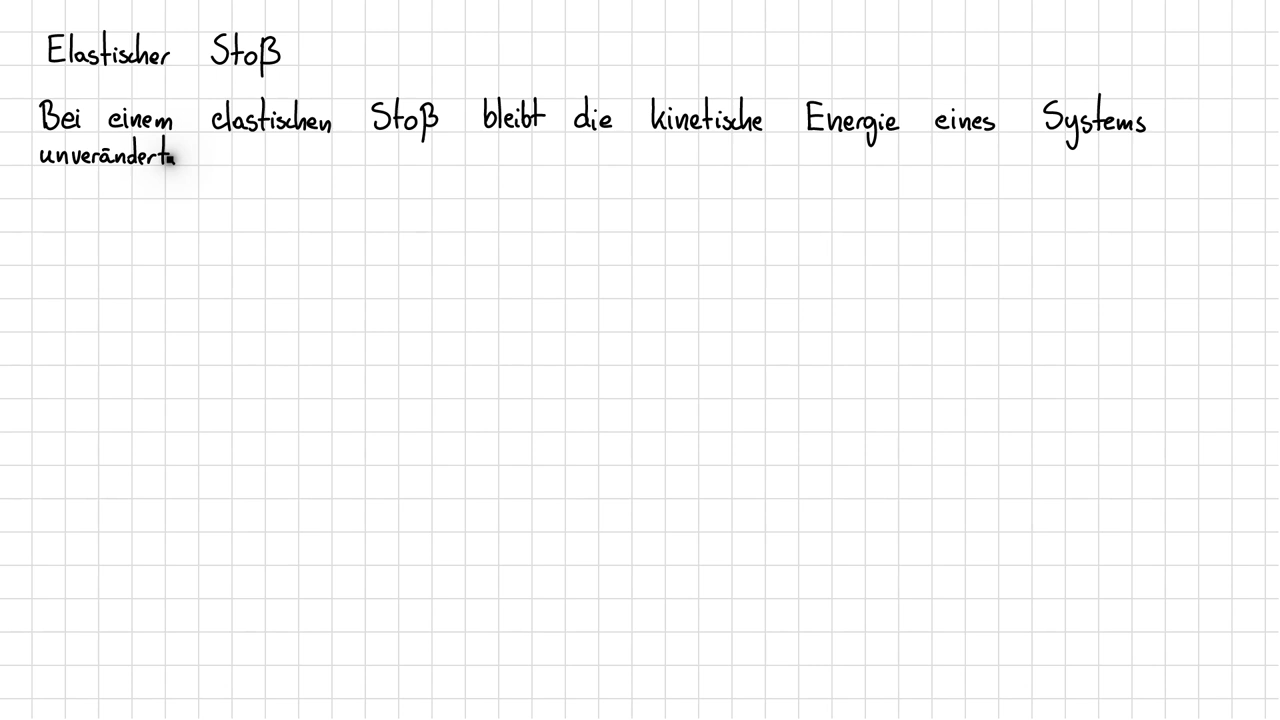 Elastischer Stoß
Bei einem elastischen Stoß bleibt die kinetische Energie eines Systems
unverändert.